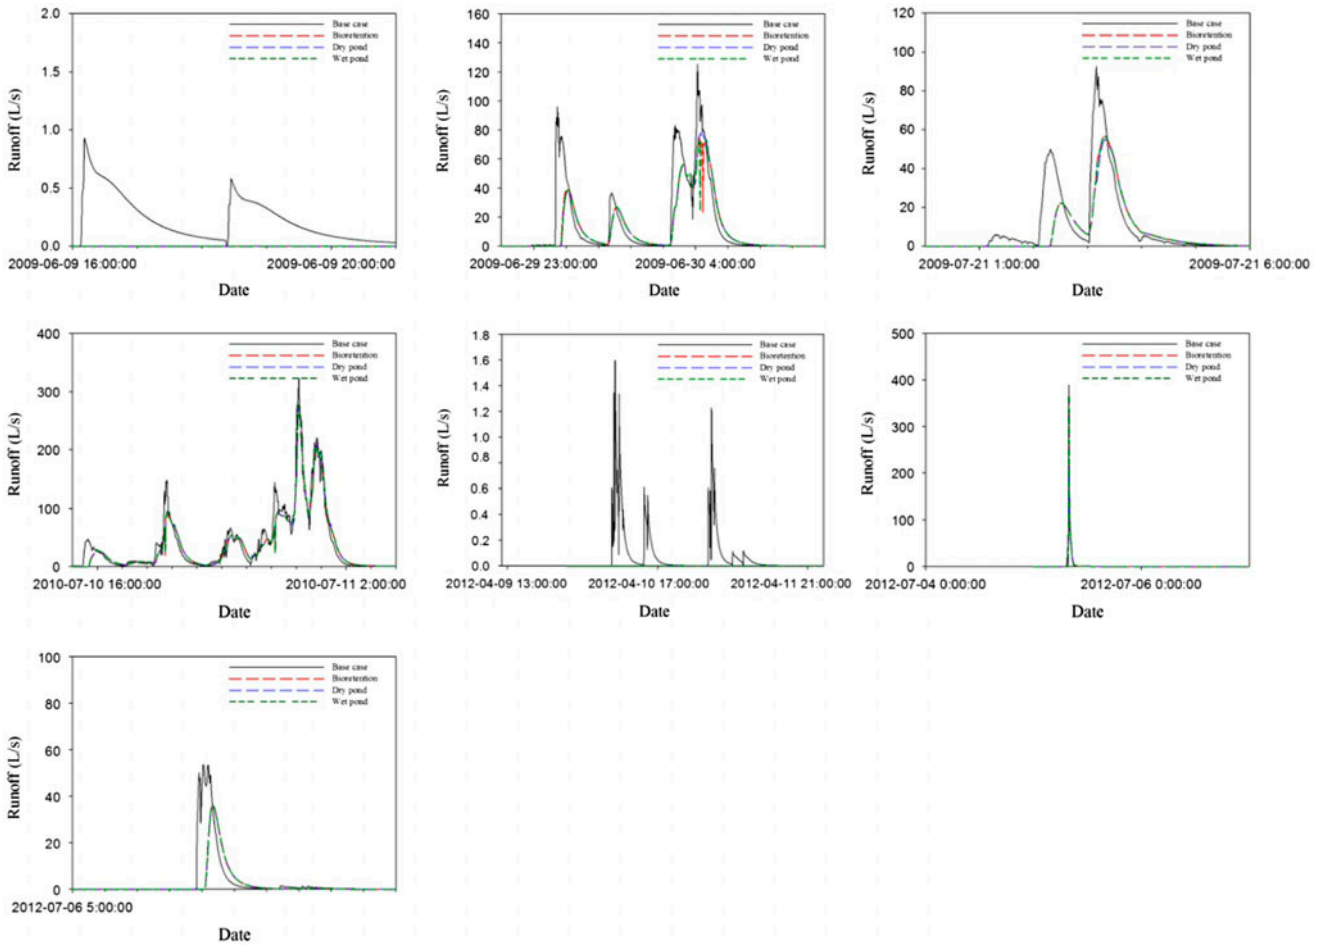 2.0
1.5
1.0
0.5
0.0
Runoff (L/s)
Base case
Bioretention
Dry pond
Wet pond
2009-06-09 16:00:00
2009-06-09 20:00:00
Date
160
140
120
100
80
60
40
20
0
Runoff (L/s)
Base case
Bioretention
Dry pond
Wet pond
2009-06-29 23:00:00
2009-06-30 4:00:00
Date
120
100
80
60
40
20
0
Runoff (L/s)
Base case
Bioretention
Dry pond
Wet pond
2009-07-21 1:00:00
2009-07-21 6:00:00
Date
400
300
200
100
0
Runoff (L/s)
Base case
Bioretention
Dry pond
Wet pond
2010-07-10 16:00:00
2010-07-11 2:00:00
Date
1.8
1.6
1.4
1.2
1.0
0.8
0.6
0.4
0.2
0.0
Runoff (L/s)
Base case
Bioretention
Dry pond
Wet pond
2012-04-09 13:00:00
2012-04-10 17:00:00
2012-04-11 21:00:00
Date
500
400
300
200
100
0
Runoff (L/s)
Base case
Bioretention
Dry pond
Wet pond
2012-07-04 0:00:00
2012-07-06 0:00:00
Date
100
80
60
40
20
0
Runoff (L/s)
Base case
Bioretention
Dry pond
Wet pond
2012-07-06 5:00:00
Date